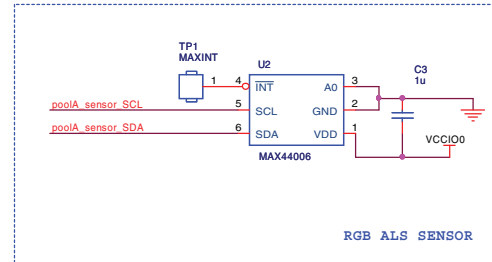 TP1
MAXINT
U2
C3
1u
1 4 INT A0 3
poolA_sensor_SCL 5 SCL GND 2
poolA_sensor_SDA 6 SDA VDD 1
VCCIO0
MAX44006
RGB ALS SENSOR